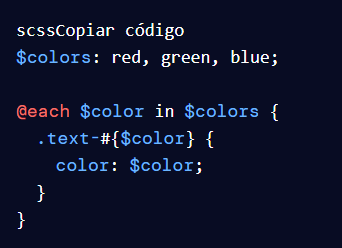 scssCopiar código
$colors: red, green, blue;
@each $color in $colors {
.text-#{$color} {
color: $color;
}
}